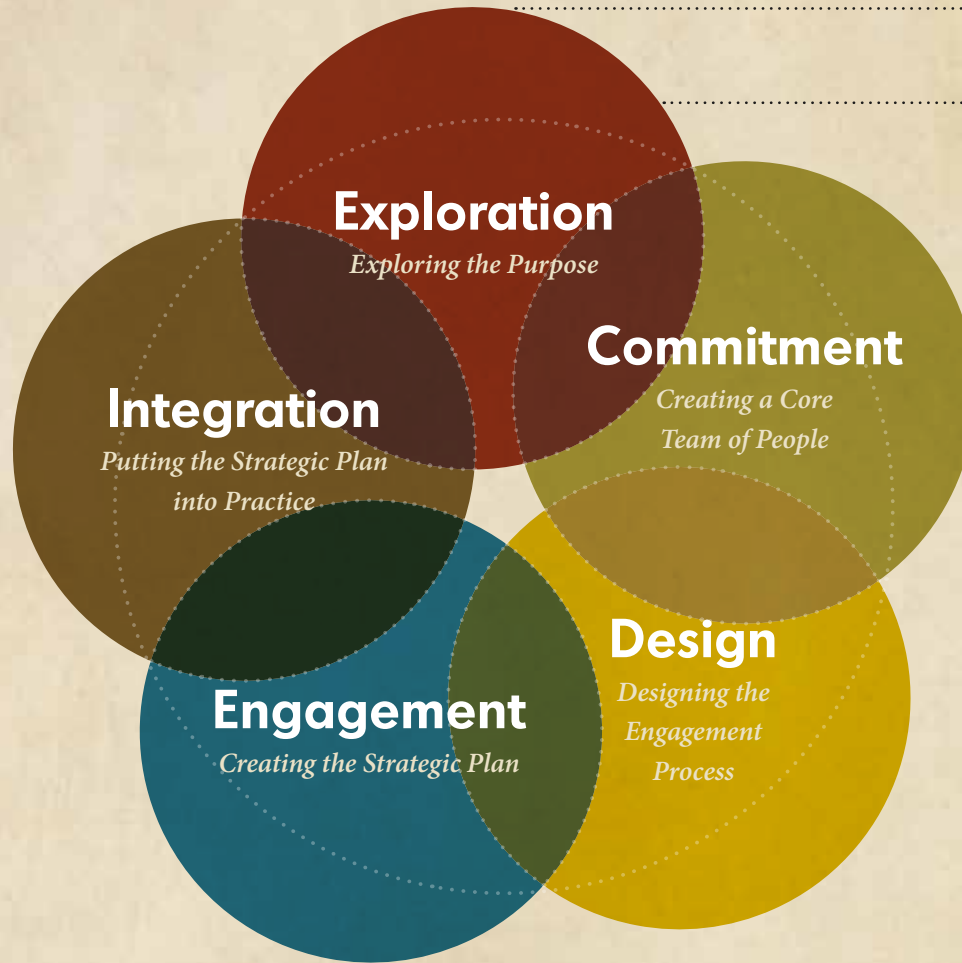 Exploration
Exploring the Purpose
Commitment
Creating a Core
Team of People
Integration
Putting the Strategic Plan
into Practice
Design
Designing the
Engagement
Process
Engagement
Creating the Strategic Plan